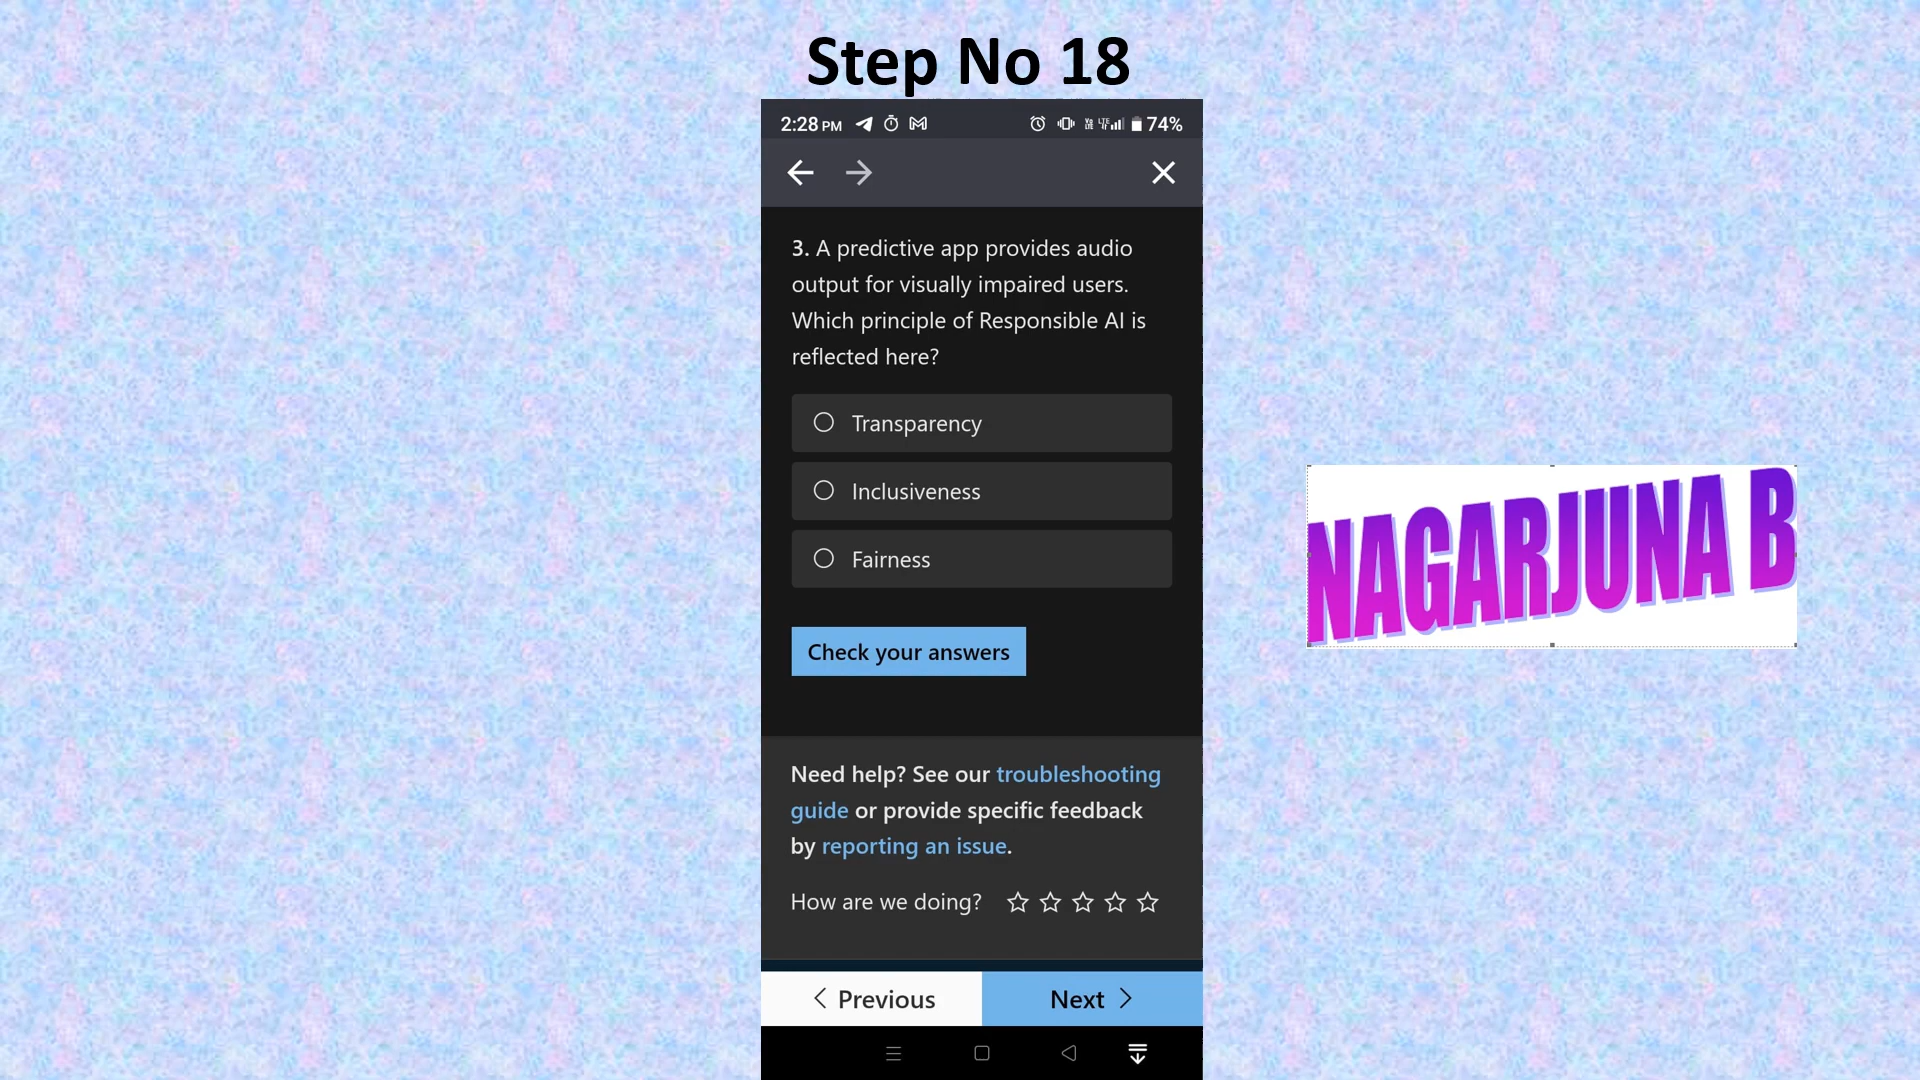 Step No 18
2:28 PM
74%
3. A predictive app provides audio
output for visually impaired users.
Which principle of Responsible AI is
reflected here?
Transparency
Inclusiveness
Fairness
Check your answers
Need help? See our troubleshooting
guide or provide specific feedback
by reporting an issue.
How are we doing?
Previous
Next
NAGARJUNA B